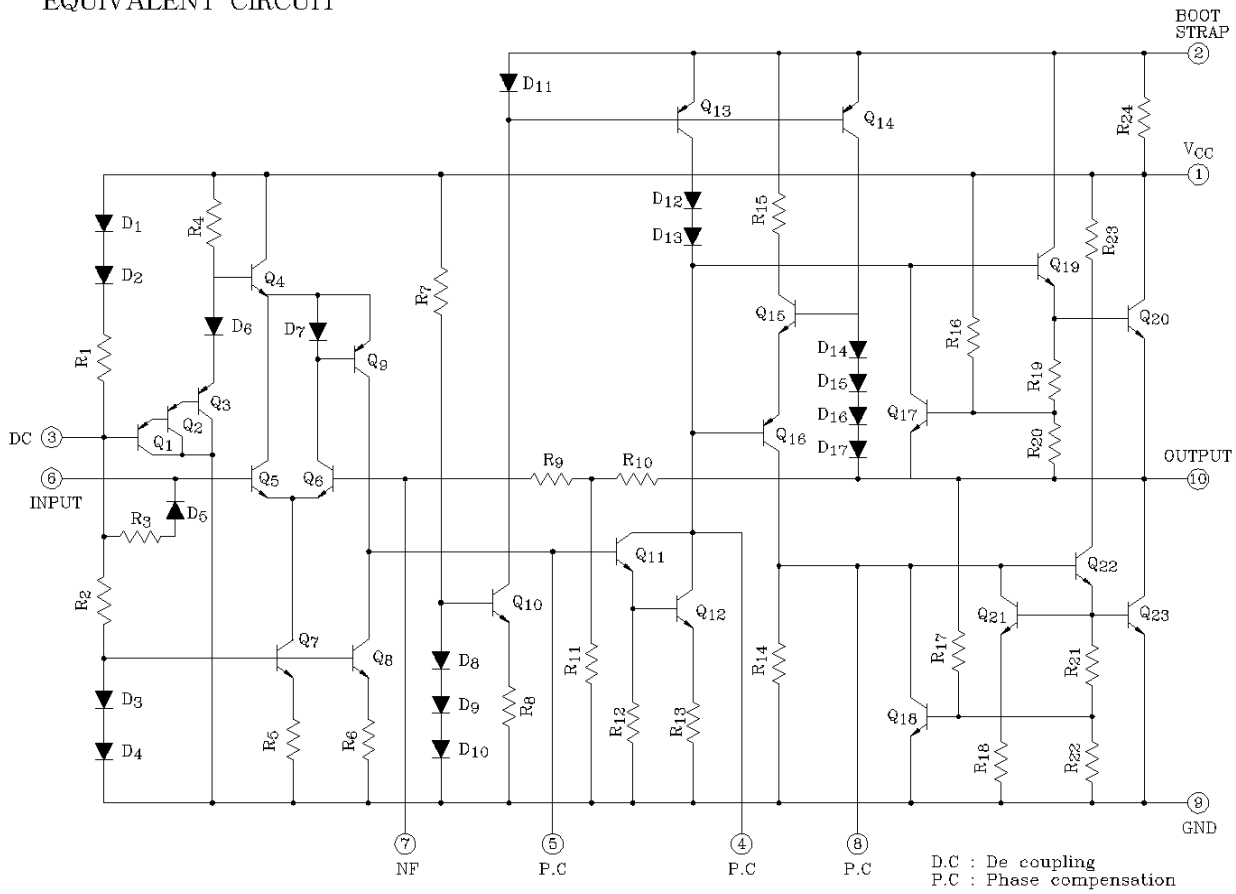 EQUIVALENT CIRCUIT
BOOT
STRAP
2
D11
Q13
Q14
R24
VCC
1
D1
R4
D12
R15
R23
D2
Q4
D13
Q19
R7
D6
D7
Q15
R16
Q20
R1
Q9
D14
D15
R19
Q3
D16
Q17
DC 3
Q1
Q2
Q16
D17
R20
R9
R10
OUTPUT
6
Q5
Q6
10
INPUT
R3
D5
Q11
Q22
R2
Q10
Q12
Q21
Q23
Q7
Q8
D8
R11
R14
R17
R21
D3
D9
R8
R12
R13
Q18
D4
R5
R6
D10
R18
R22
9
GND
7
5
4
8
NF
P.C
P.C
P.C
D.C : De coupling
P.C : Phase compensation